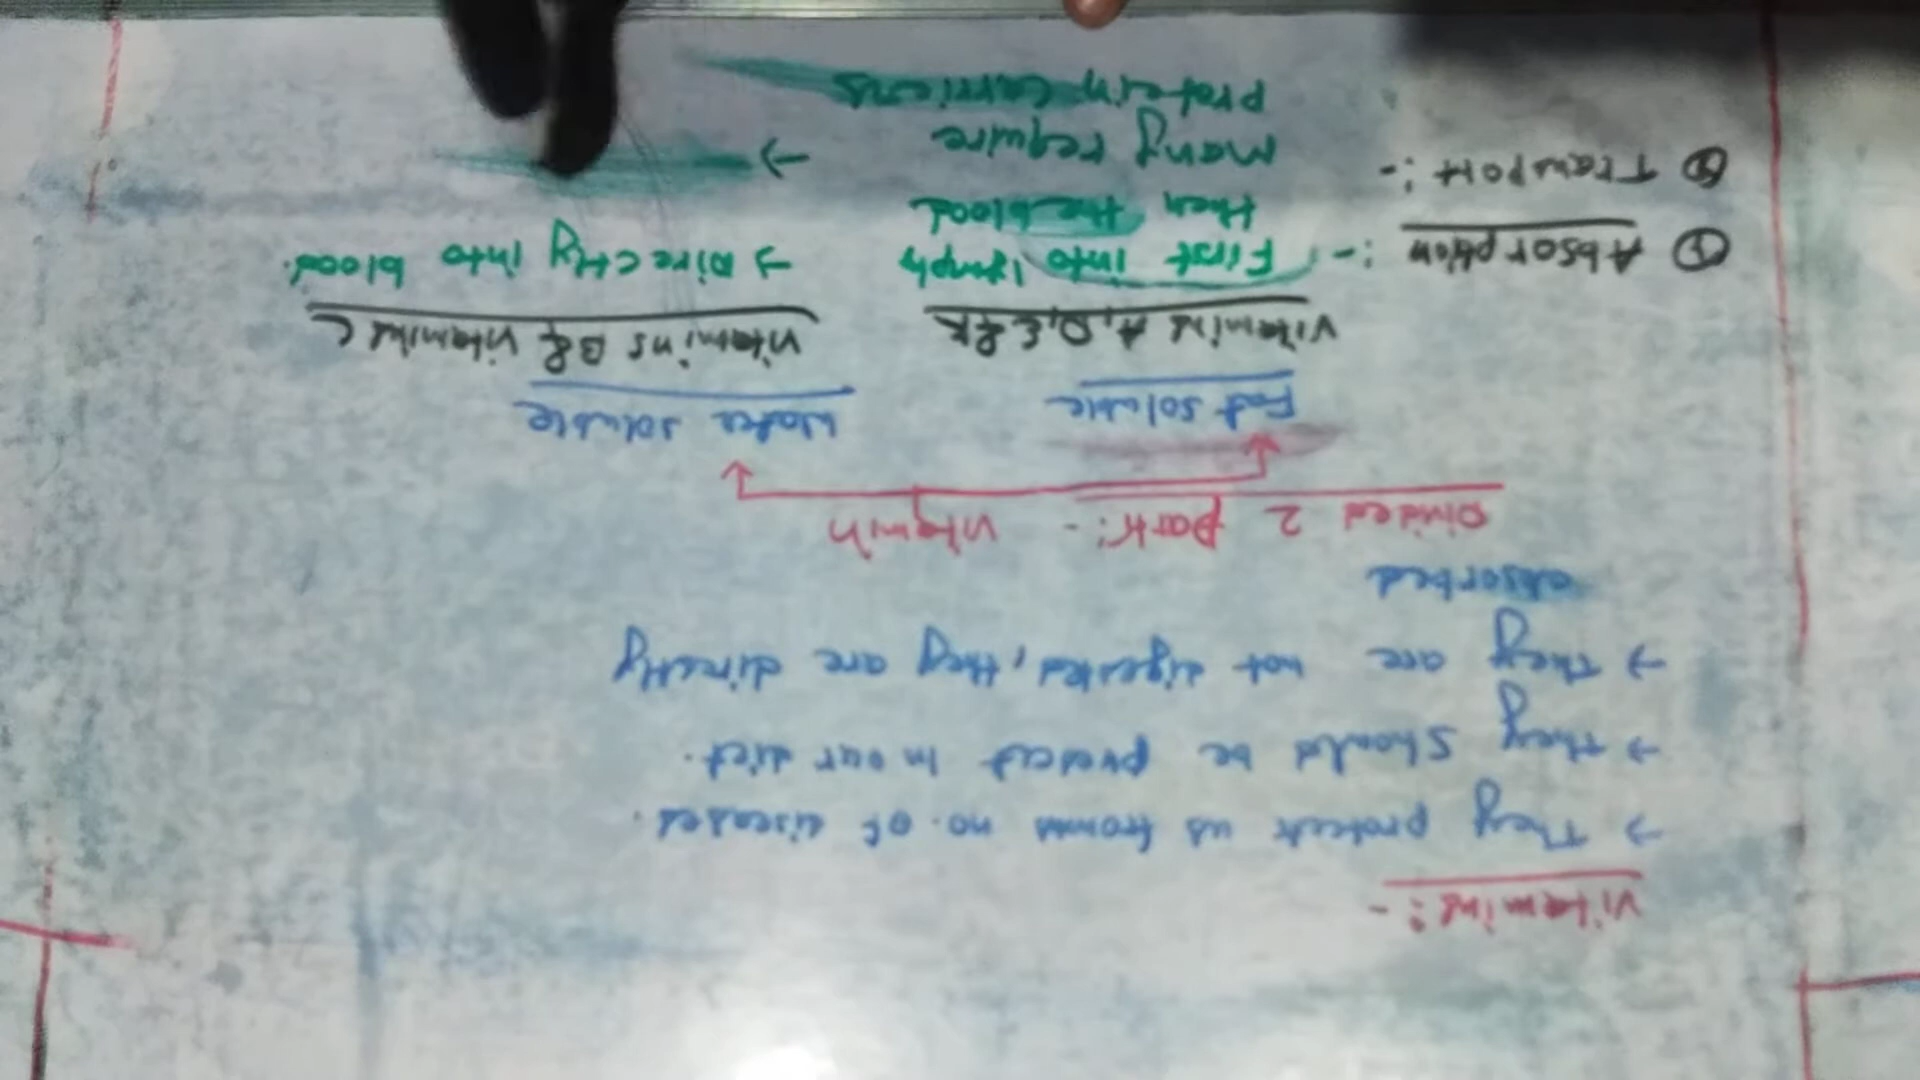 Vitamins:-
→ They protect us from no. of diseases.
→ They should be present in our diet.
→ They are not digested, they are directly
absorbed
Divided 2 part:- Vitamin
Fat soluble Water soluble
Vitamins A,D,E & K Vitamins B & Vitamins C
① Absorption :- First into lymph → Directly into blood.
then the blood
② Transport :- many require →
protein carriers